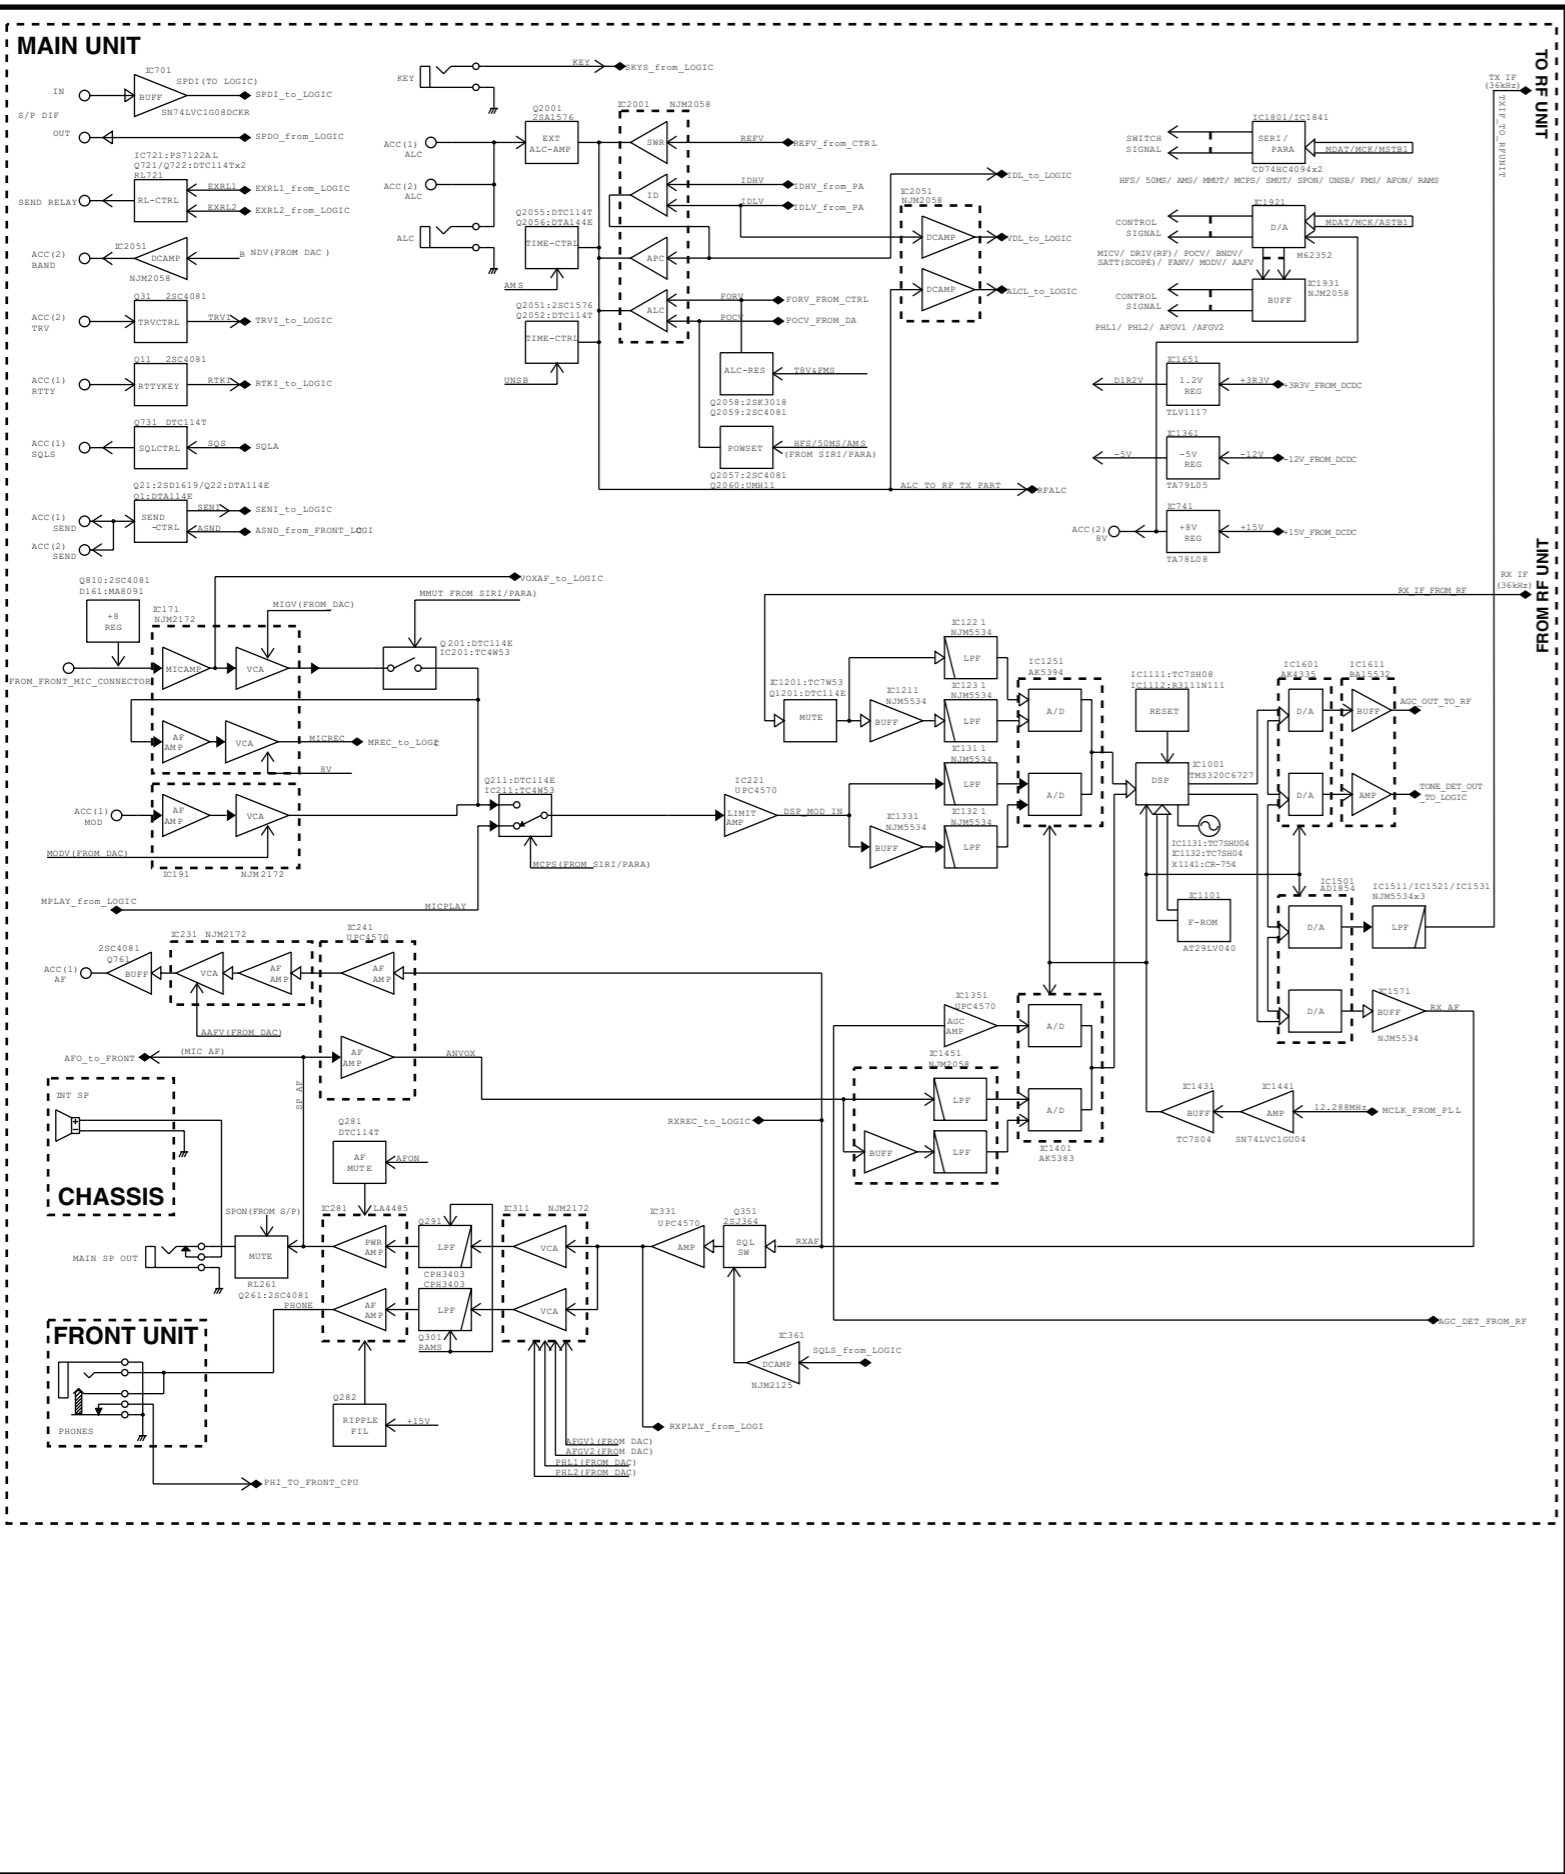 MAIN UNIT
TO RF UNIT
FROM RF UNIT
IC701
SPDI(TO LOGIC)
IN
BUFF
SPDI_to_LOGIC
SN74LVC1G08DCKR
S/P DIF
OUT
SPDO_from_LOGIC
IC721:PS7122AL
Q721/Q722:DTC114Tx2
RL721
SEND RELAY
RL-CTRL
EXRL1
EXRL1_from_LOGIC
EXRL2
EXRL2_from_LOGIC
IC2051
ACC(2)
BAND
DCAMP
B NDV(FROM DAC )
NJM2058
Q31 2SC4081
ACC(2)
TRV
TRVCTRL
TRVI
TRVI_to_LOGIC
Q11 2SC4081
ACC(1)
RTTY
RTTYKEY
RTKI
RTKI_to_LOGIC
Q731 DTC114T
ACC(1)
SQLS
SQLCTRL
SQS
SQLA
Q21:2SD1619/Q22:DTA114E
Q1:DTA114E
ACC(1)
SEND
SEND
-CTRL
SENI
SENI_to_LOGIC
ASND
ASND_from_FRONT_LOGI
ACC(2)
SEND
KEY
KEY
SKYS_from_LOGIC
ACC(1)
ALC
ACC(2)
ALC
ALC
Q2001
2SA1576
EXT
ALC-AMP
IC2001 NJM2058
SWR
REFV
REFV_from_CTRL
ID
IDHV
IDHV_from_PA
IDLV
IDLV_from_PA
APC
ALC
FORV
FORV_FROM_CTRL
POCV
POCV_FROM_DA
Q2055:DTC114T
Q2056:DTA144E
TIME-CTRL
AMS
Q2051:2SC1576
Q2052:DTC114T
TIME-CTRL
UNSB
ALC-RES
T8V&FMS
Q2058:2SK3018
Q2059:2SC4081
POWSET
HFS/50MS/AMS
(FROM SIRI/PARA)
Q2057:2SC4081
Q2060:UMH11
ALC TO RF TX PART
RFALC
IDL_to_LOGIC
IC2051
NJM2058
DCAMP
VDL_to_LOGIC
DCAMP
ALCL_to_LOGIC
IC1801/IC1841
SWITCH
SIGNAL
SERI/
PARA
MDAT/MCK/MSTB1
CD74HC4094x2
HFS/ 50MS/ AMS/ MMUT/ MCPS/ SMUT/ SPON/ UNSB/ FMS/ AFON/ RAMS
IC1921
CONTROL
SIGNAL
D/A
MDAT/MCK/ASTB1
M62352
MICV/ DRIV(RF)/ POCV/ BNDV/
SATT(SCOPE)/ FANV/ MODV/ AAFV
CONTROL
SIGNAL
BUFF
IC1931
NJM2058
PHL1/ PHL2/ AFGV1 /AFGV2
IC1651
D1R2V
1.2V
REG
+3R3V
+3R3V_FROM_DCDC
TLV1117
IC1361
-5V
-5V
REG
-12V
-12V_FROM_DCDC
TA79L05
IC741
ACC(2)
8V
+8V
REG
+15V
+15V_FROM_DCDC
TA78L08
TX IF
(36kHz)
TXIF_TO_RFUNIT
RX IF
(36kHz)
RX_IF_FROM_RF
Q810:2SC4081
D161:MA8091
+8
REG
FROM_FRONT_MIC_CONNECTOR
IC171
NJM2172
MICAMP
VCA
MIGV(FROM_DAC)
VOXAF_to_LOGIC
MMUT FROM SIRI/PARA)
Q201:DTC114E
IC201:TC4W53
AF
AMP
VCA
MICREC
MREC_to_LOGIC
8V
ACC(1)
MOD
AF
AMP
VCA
MODV(FROM DAC)
IC191
NJM2172
Q211:DTC114E
IC211:TC4W53
MCPS(FROM_SIRI/PARA)
MPLAY_from_LOGIC
MICPLAY
IC221
UPC4570
LIMIT
AMP
DSP_MOD_IN
IC1201:TC7W53
Q1201:DTC114E
MUTE
IC1211
NJM5534
BUFF
IC1221
NJM5534
LPF
IC1231
NJM5534
LPF
IC1311
NJM5534
LPF
IC1321
NJM5534
LPF
IC1331
NJM5534
BUFF
IC1251
AK5394
A/D
A/D
IC1111:TC7SH08
IC1112:R3111N111
RESET
DSP
IC1001
TMS320C6727
IC1131:TC7SHU04
IC1132:TC7SH04
X1141:CR-754
IC1101
F-ROM
AT29LV040
IC1601
AK4335
D/A
D/A
IC1611
BA15532
BUFF
AGC_OUT_TO_RF
AMP
TONE_DET_OUT
_TO_LOGIC
IC1501
AD1854
D/A
D/A
IC1511/IC1521/IC1531
NJM5534x3
LPF
IC1571
BUFF
RX AF
NJM5534
2SC4081
Q761
ACC(1)
AF
BUFF
IC231 NJM2172
VCA
AF
AMP
AAFV(FROM_DAC)
IC241
UPC4570
AF
AMP
AF
AMP
ANVOX
AFO_to_FRONT
(MIC AF)
SP AF
INT SP
CHASSIS
MAIN SP OUT
SPON(FROM S/P)
MUTE
RL261
Q261:2SC4081
PHONE
Q281
DTC114T
AF
MUTE
AFON
IC281 LA4485
PWR
AMP
AF
AMP
Q291
LPF
CPH3403
CPH3403
LPF
Q301
RAMS
IC311 NJM2172
VCA
VCA
IC331
UPC4570
AMP
Q351
2SJ364
SQL
SW
RXAF
RXREC_to_LOGIC
IC361
DCAMP
SQLS_from_LOGIC
NJM2125
RXPLAY_from_LOGI
AFGV1(FROM DAC)
AFGV2(FROM DAC)
PHL1(FROM DAC)
PHL2(FROM DAC)
Q282
RIPPLE
FIL
+15V
FRONT UNIT
PHONES
PHI_TO_FRONT_CPU
IC1351
UPC4570
AGC
AMP
IC1451
NJM2058
LPF
BUFF
LPF
A/D
A/D
IC1401
AK5383
IC1431
BUFF
TC7S04
IC1441
AMP
SN74LVC1GU04
12.288MHz
MCLK_FROM_PLL
AGC_DET_FROM_RF